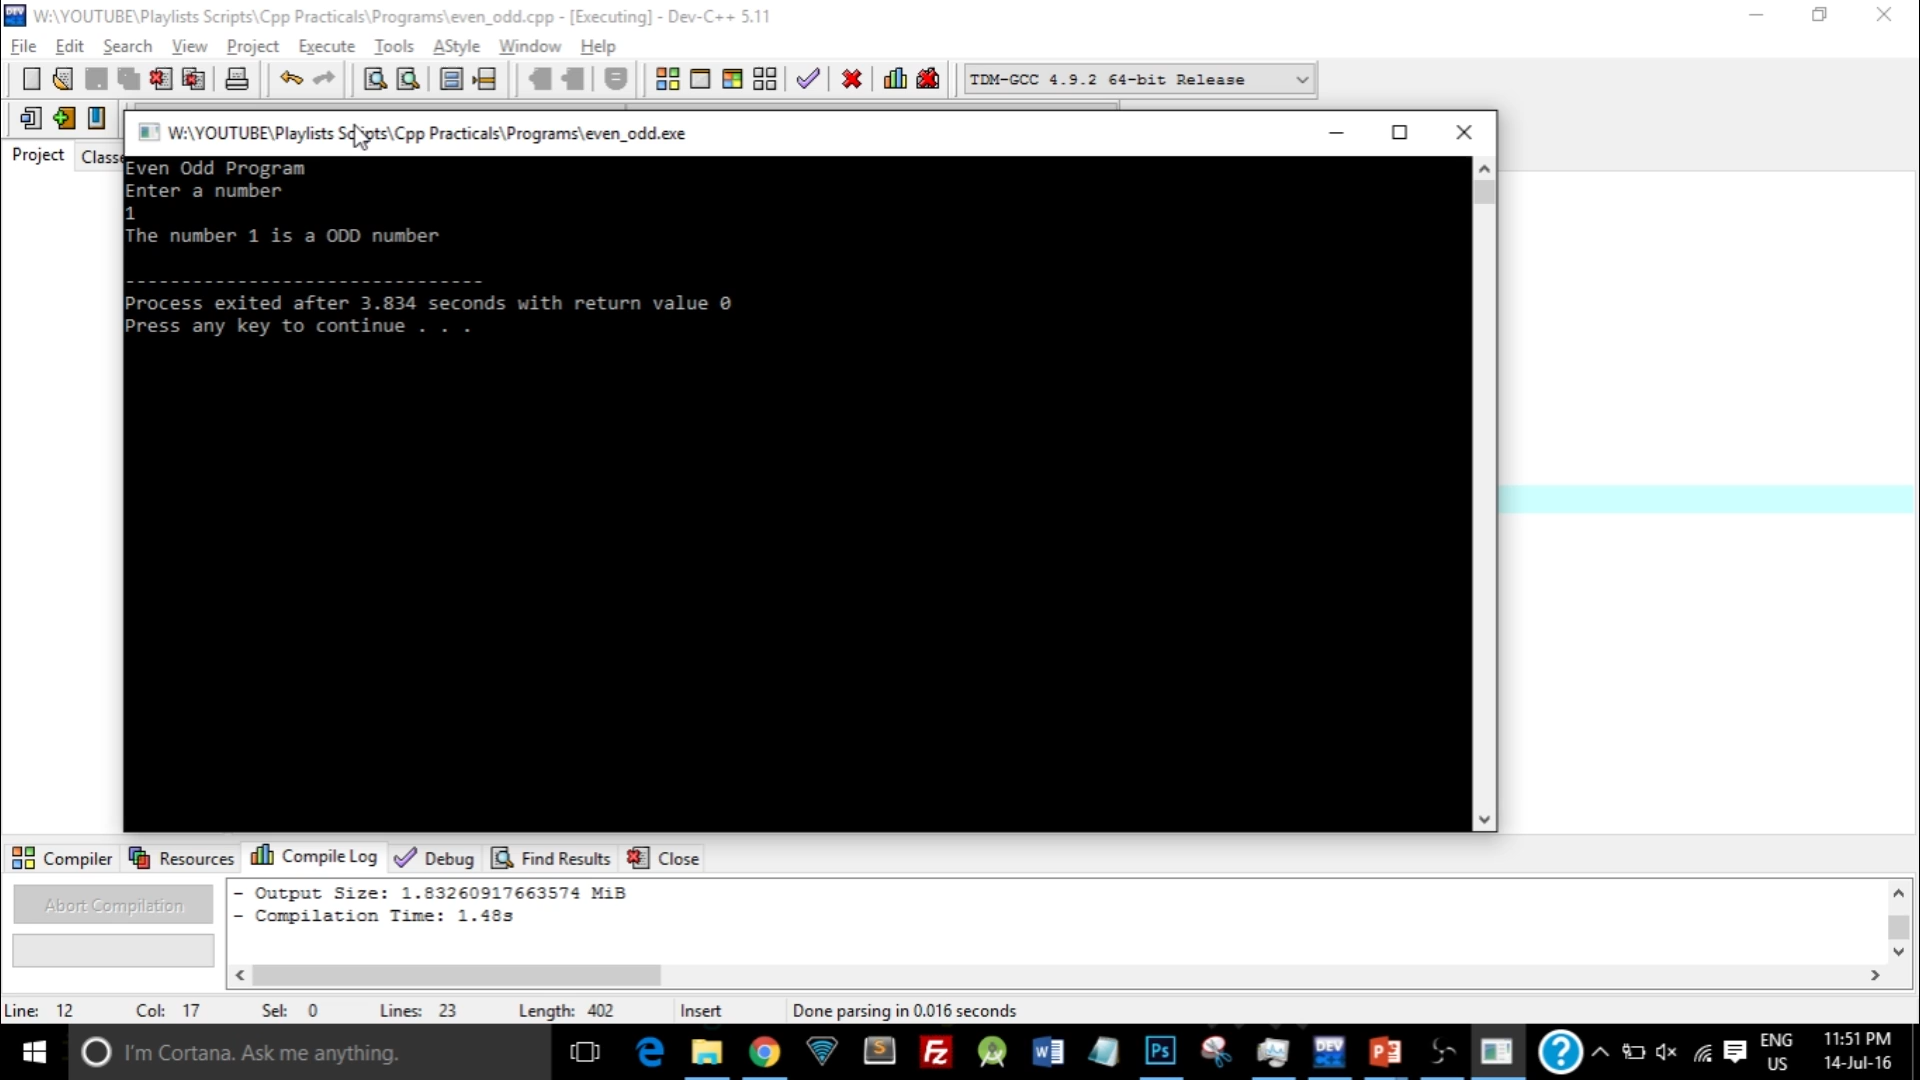 W:\YOUTUBE\Playlists Scripts\Cpp Practicals\Programs\even_odd.cpp - [Executing] - Dev-C++ 5.11
File Edit Search View Project Execute Tools AStyle Window Help
TDM-GCC 4.9.2 64-bit Release
W:\YOUTUBE\Playlists Scripts\Cpp Practicals\Programs\even_odd.exe
Project Classe
Even Odd Program
Enter a number
1
The number 1 is a ODD number
--------------------------------
Process exited after 3.834 seconds with return value 0
Press any key to continue . . .
Compiler Resources Compile Log Debug Find Results Close
Abort Compilation
- Output Size: 1.83260917663574 MiB
- Compilation Time: 1.48s
Line: 12 Col: 17 Sel: 0 Lines: 23 Length: 402 Insert Done parsing in 0.016 seconds
I'm Cortana. Ask me anything.
ENG
US
11:51 PM
14-Jul-16